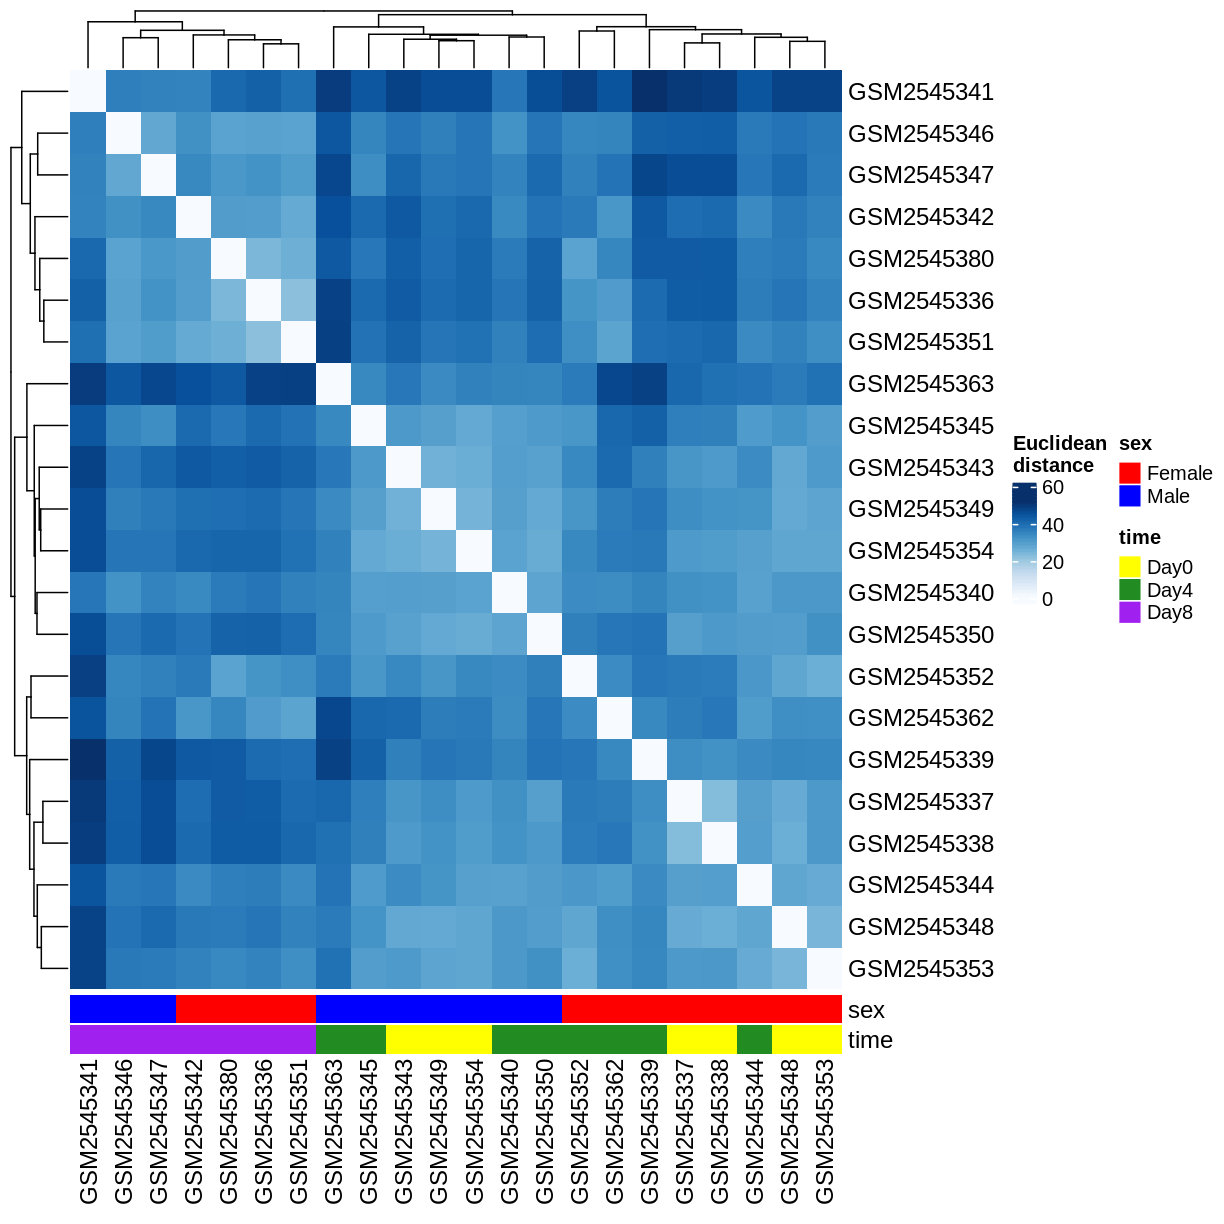 GSM2545341
GSM2545346
GSM2545347
GSM2545342
GSM2545380
GSM2545336
GSM2545351
GSM2545363
GSM2545345
GSM2545343
GSM2545349
GSM2545354
GSM2545340
GSM2545350
GSM2545352
GSM2545362
GSM2545339
GSM2545337
GSM2545338
GSM2545344
GSM2545348
GSM2545353
sex
time
GSM2545341
GSM2545346
GSM2545347
GSM2545342
GSM2545380
GSM2545336
GSM2545351
GSM2545363
GSM2545345
GSM2545343
GSM2545349
GSM2545354
GSM2545340
GSM2545350
GSM2545352
GSM2545362
GSM2545339
GSM2545337
GSM2545338
GSM2545344
GSM2545348
GSM2545353
Euclidean
distance
60
40
20
0
sex
Female
Male
time
Day0
Day4
Day8